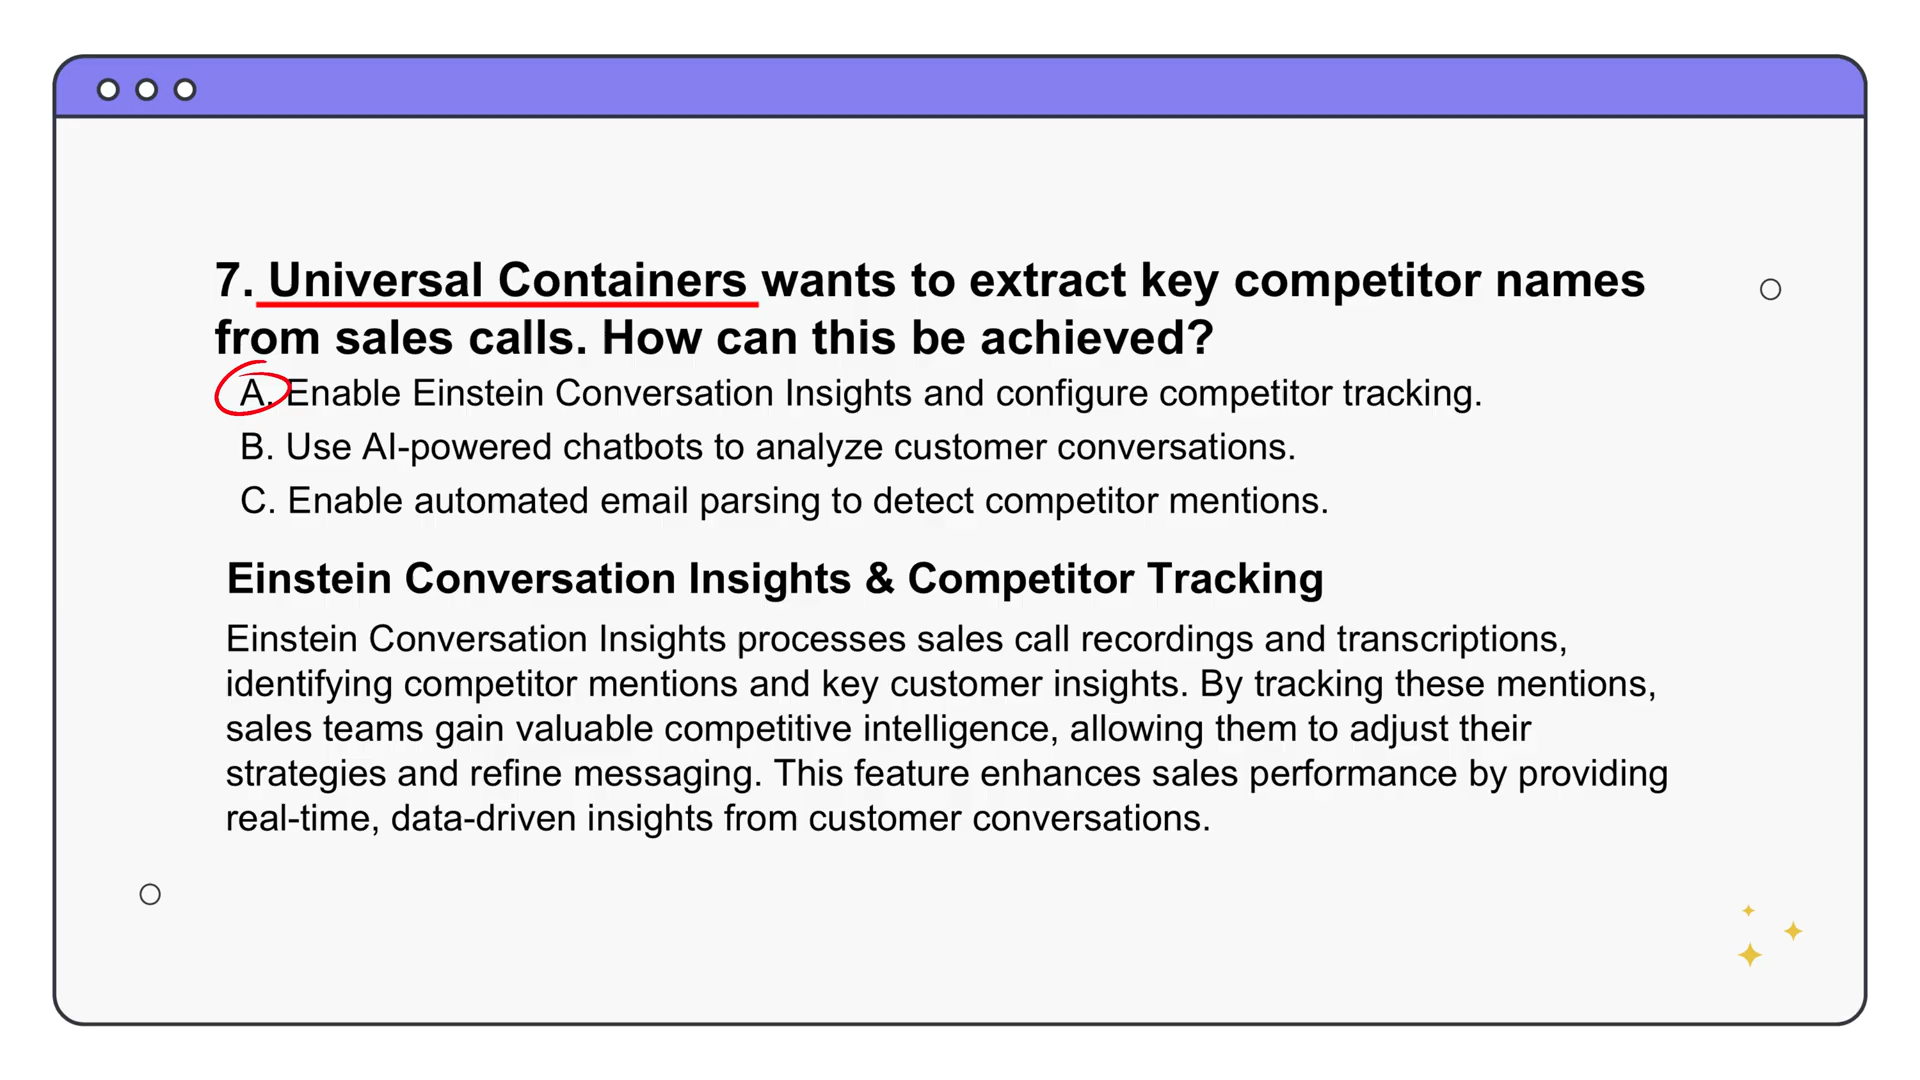 7. Universal Containers wants to extract key competitor names
from sales calls. How can this be achieved?
A. Enable Einstein Conversation Insights and configure competitor tracking.
B. Use AI-powered chatbots to analyze customer conversations.
C. Enable automated email parsing to detect competitor mentions.
Einstein Conversation Insights & Competitor Tracking
Einstein Conversation Insights processes sales call recordings and transcriptions,
identifying competitor mentions and key customer insights. By tracking these mentions,
sales teams gain valuable competitive intelligence, allowing them to adjust their
strategies and refine messaging. This feature enhances sales performance by providing
real-time, data-driven insights from customer conversations.